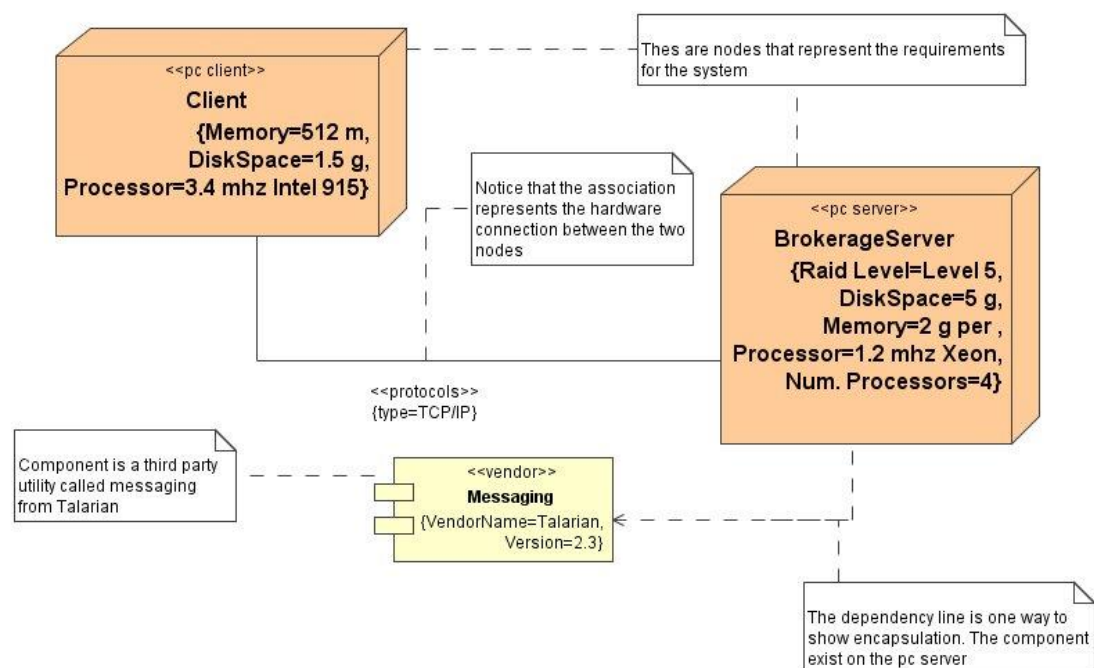 Thes are nodes that represent the requirements
for the system
<<pc client>>
Client
{Memory=512 m,
DiskSpace=1.5 g,
Processor=3.4 mhz Intel 915}
Notice that the association
represents the hardware
connection between the two
nodes
<<pc server>>
BrokerageServer
{Raid Level=Level 5,
DiskSpace=5 g,
Memory=2 g per ,
Processor=1.2 mhz Xeon,
Num. Processors=4}
<<protocols>>
{type=TCP/IP}
Component is a third party
utility called messaging
from Talarian
<<vendor>>
Messaging
{VendorName=Talarian,
Version=2.3}
The dependency line is one way to
show encapsulation. The component
exist on the pc server